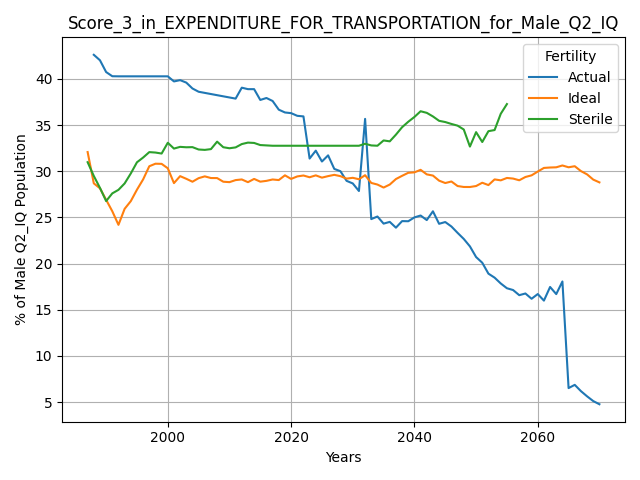 Score_3_in_EXPENDITURE_FOR_TRANSPORTATION_for_Male_Q2_IQ
Fertility
Actual
Ideal
Sterile
% of Male Q2_IQ Population
40
35
30
25
20
15
10
5
2000 2020 2040 2060
Years